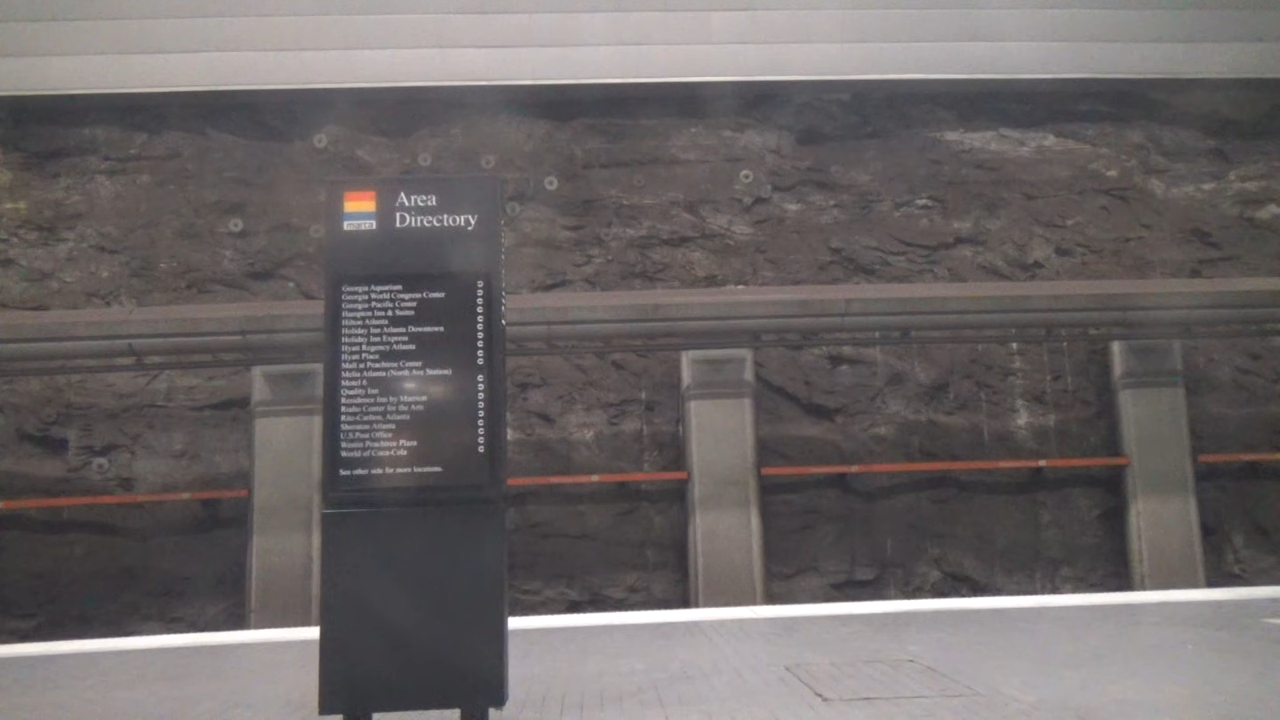 marta
Area
Directory
Georgia Aquarium
Georgia World Congress Center
Georgia-Pacific Center
Hampton Inn & Suites
Hilton Atlanta
Holiday Inn Atlanta Downtown
Holiday Inn Express
Hyatt Regency Atlanta
Hyatt Place
Mall at Peachtree Center
Melia Atlanta (North Ave Station)
Motel 6
Quality Inn
Residence Inn by Marriott
Rialto Center for the Arts
Ritz-Carlton, Atlanta
Sheraton Atlanta
U.S.Post Office
Westin Peachtree Plaza
World of Coca-Cola
See other side for more locations.